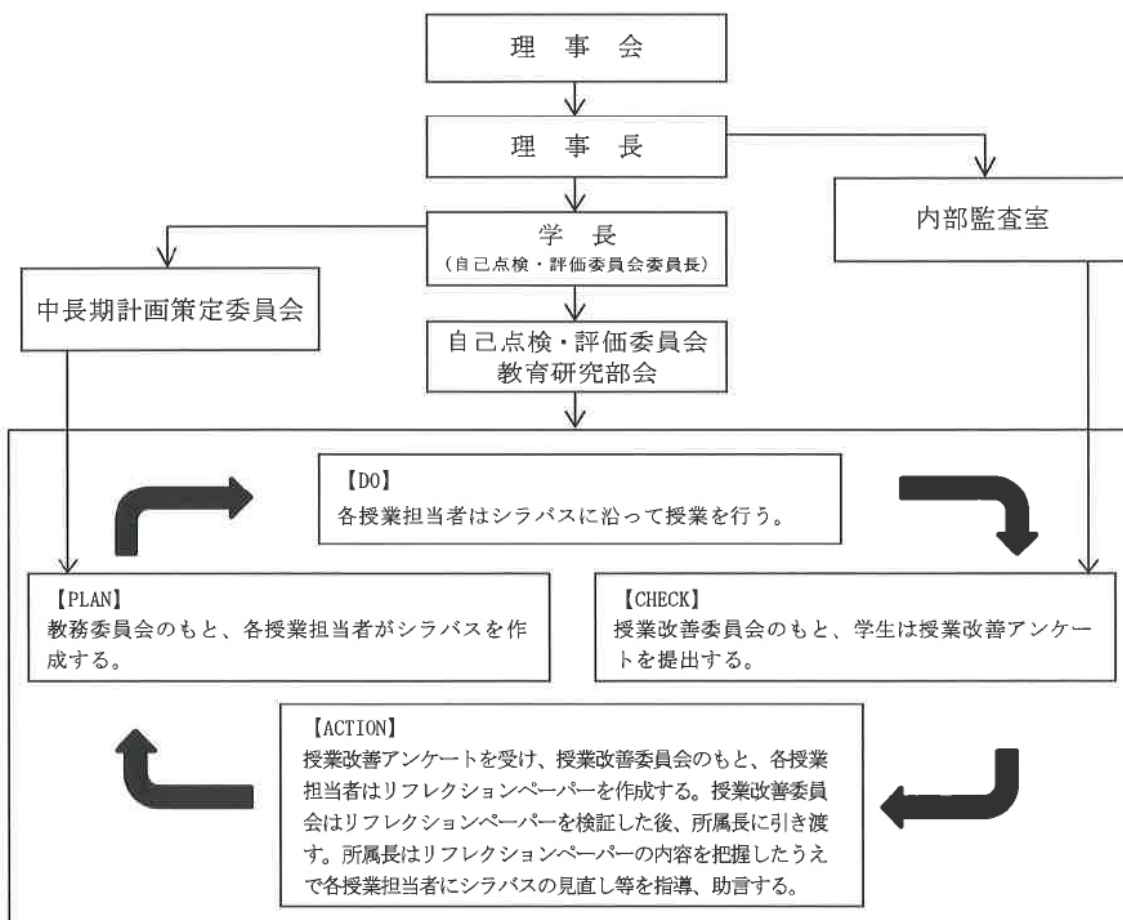 理 事 会
理 事 長
内部監査室
学 長
(自己点検・評価委員会委員長)
中長期計画策定委員会
自己点検・評価委員会
教育研究部会
【DO】
各授業担当者はシラバスに沿って授業を行う。
【PLAN】
教務委員会のもと、各授業担当者がシラバスを作
成する。
【CHECK】
授業改善委員会のもと、学生は授業改善アンケー
トを提出する。
【ACTION】
授業改善アンケートを受け、授業改善委員会のもと、各授業
担当者はリフレクションペーパーを作成する。授業改善委員
会はリフレクションペーパーを検証した後、所属長に引き渡
す。所属長はリフレクションペーパーの内容を把握したうえ
で各授業担当者にシラバスの見直し等を指導、助言する。